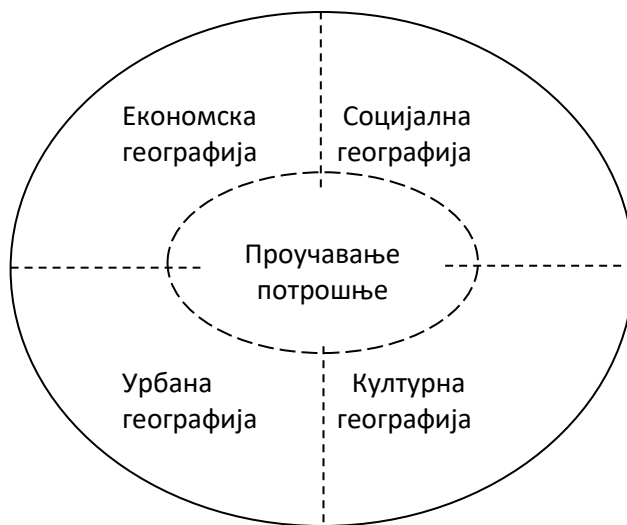 Економска
географија
Социјална
географија
Проучавање
потрошње
Урбана
географија
Културна
географија